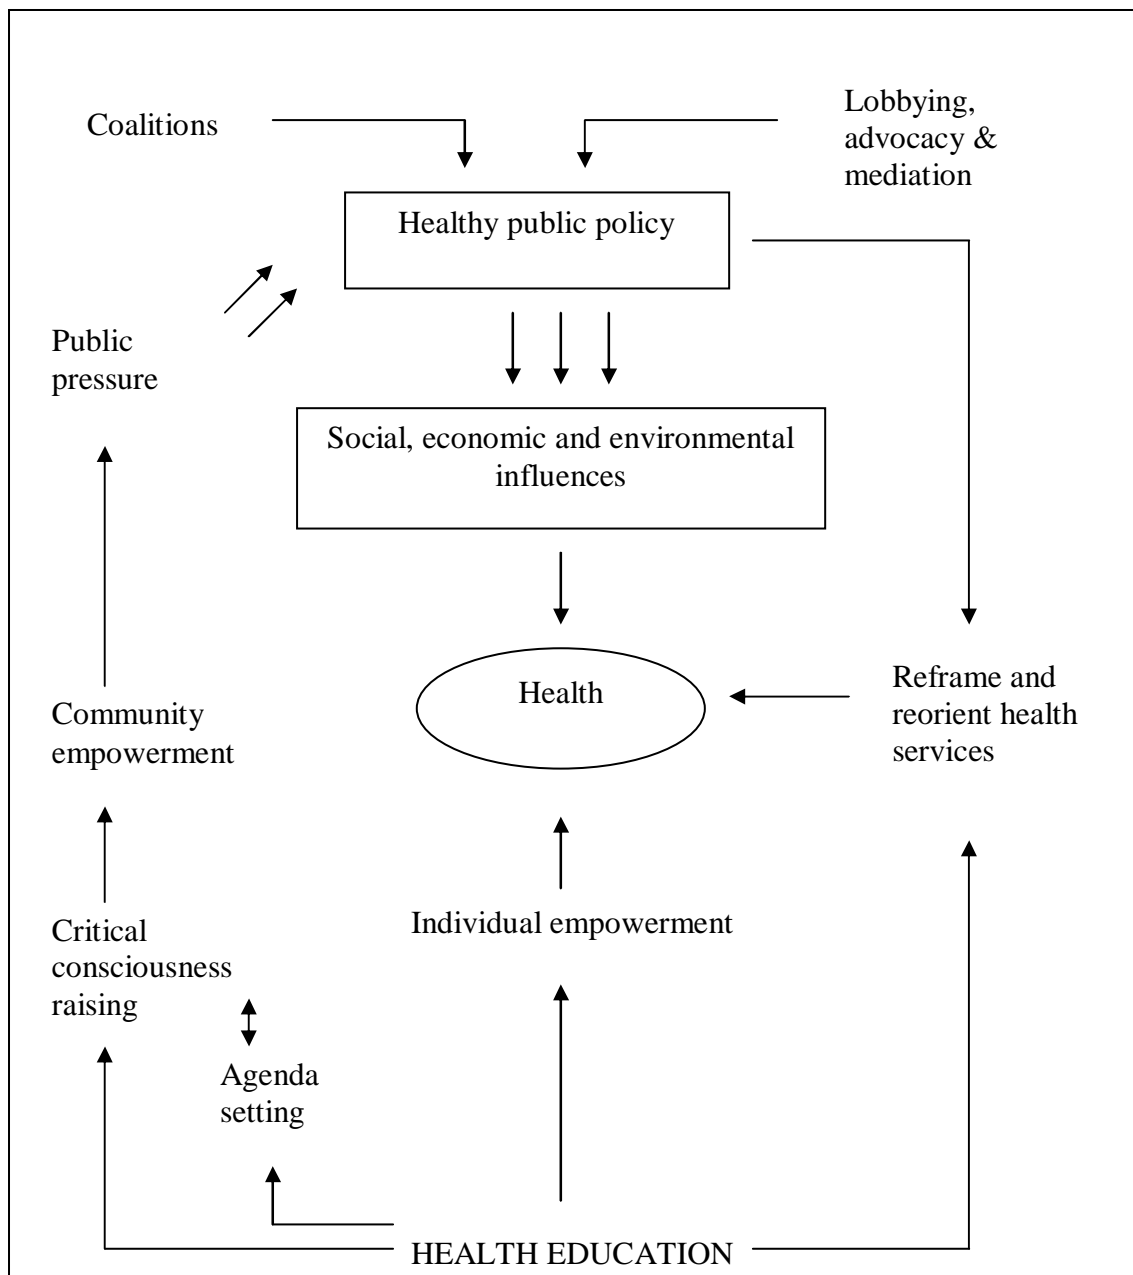 Coalitions
Lobbying,
advocacy &
mediation
Healthy public policy
Public
pressure
Social, economic and environmental
influences
Health
Reframe and
reorient health
services
Community
empowerment
Individual empowerment
Critical
consciousness
raising
Agenda
setting
HEALTH EDUCATION